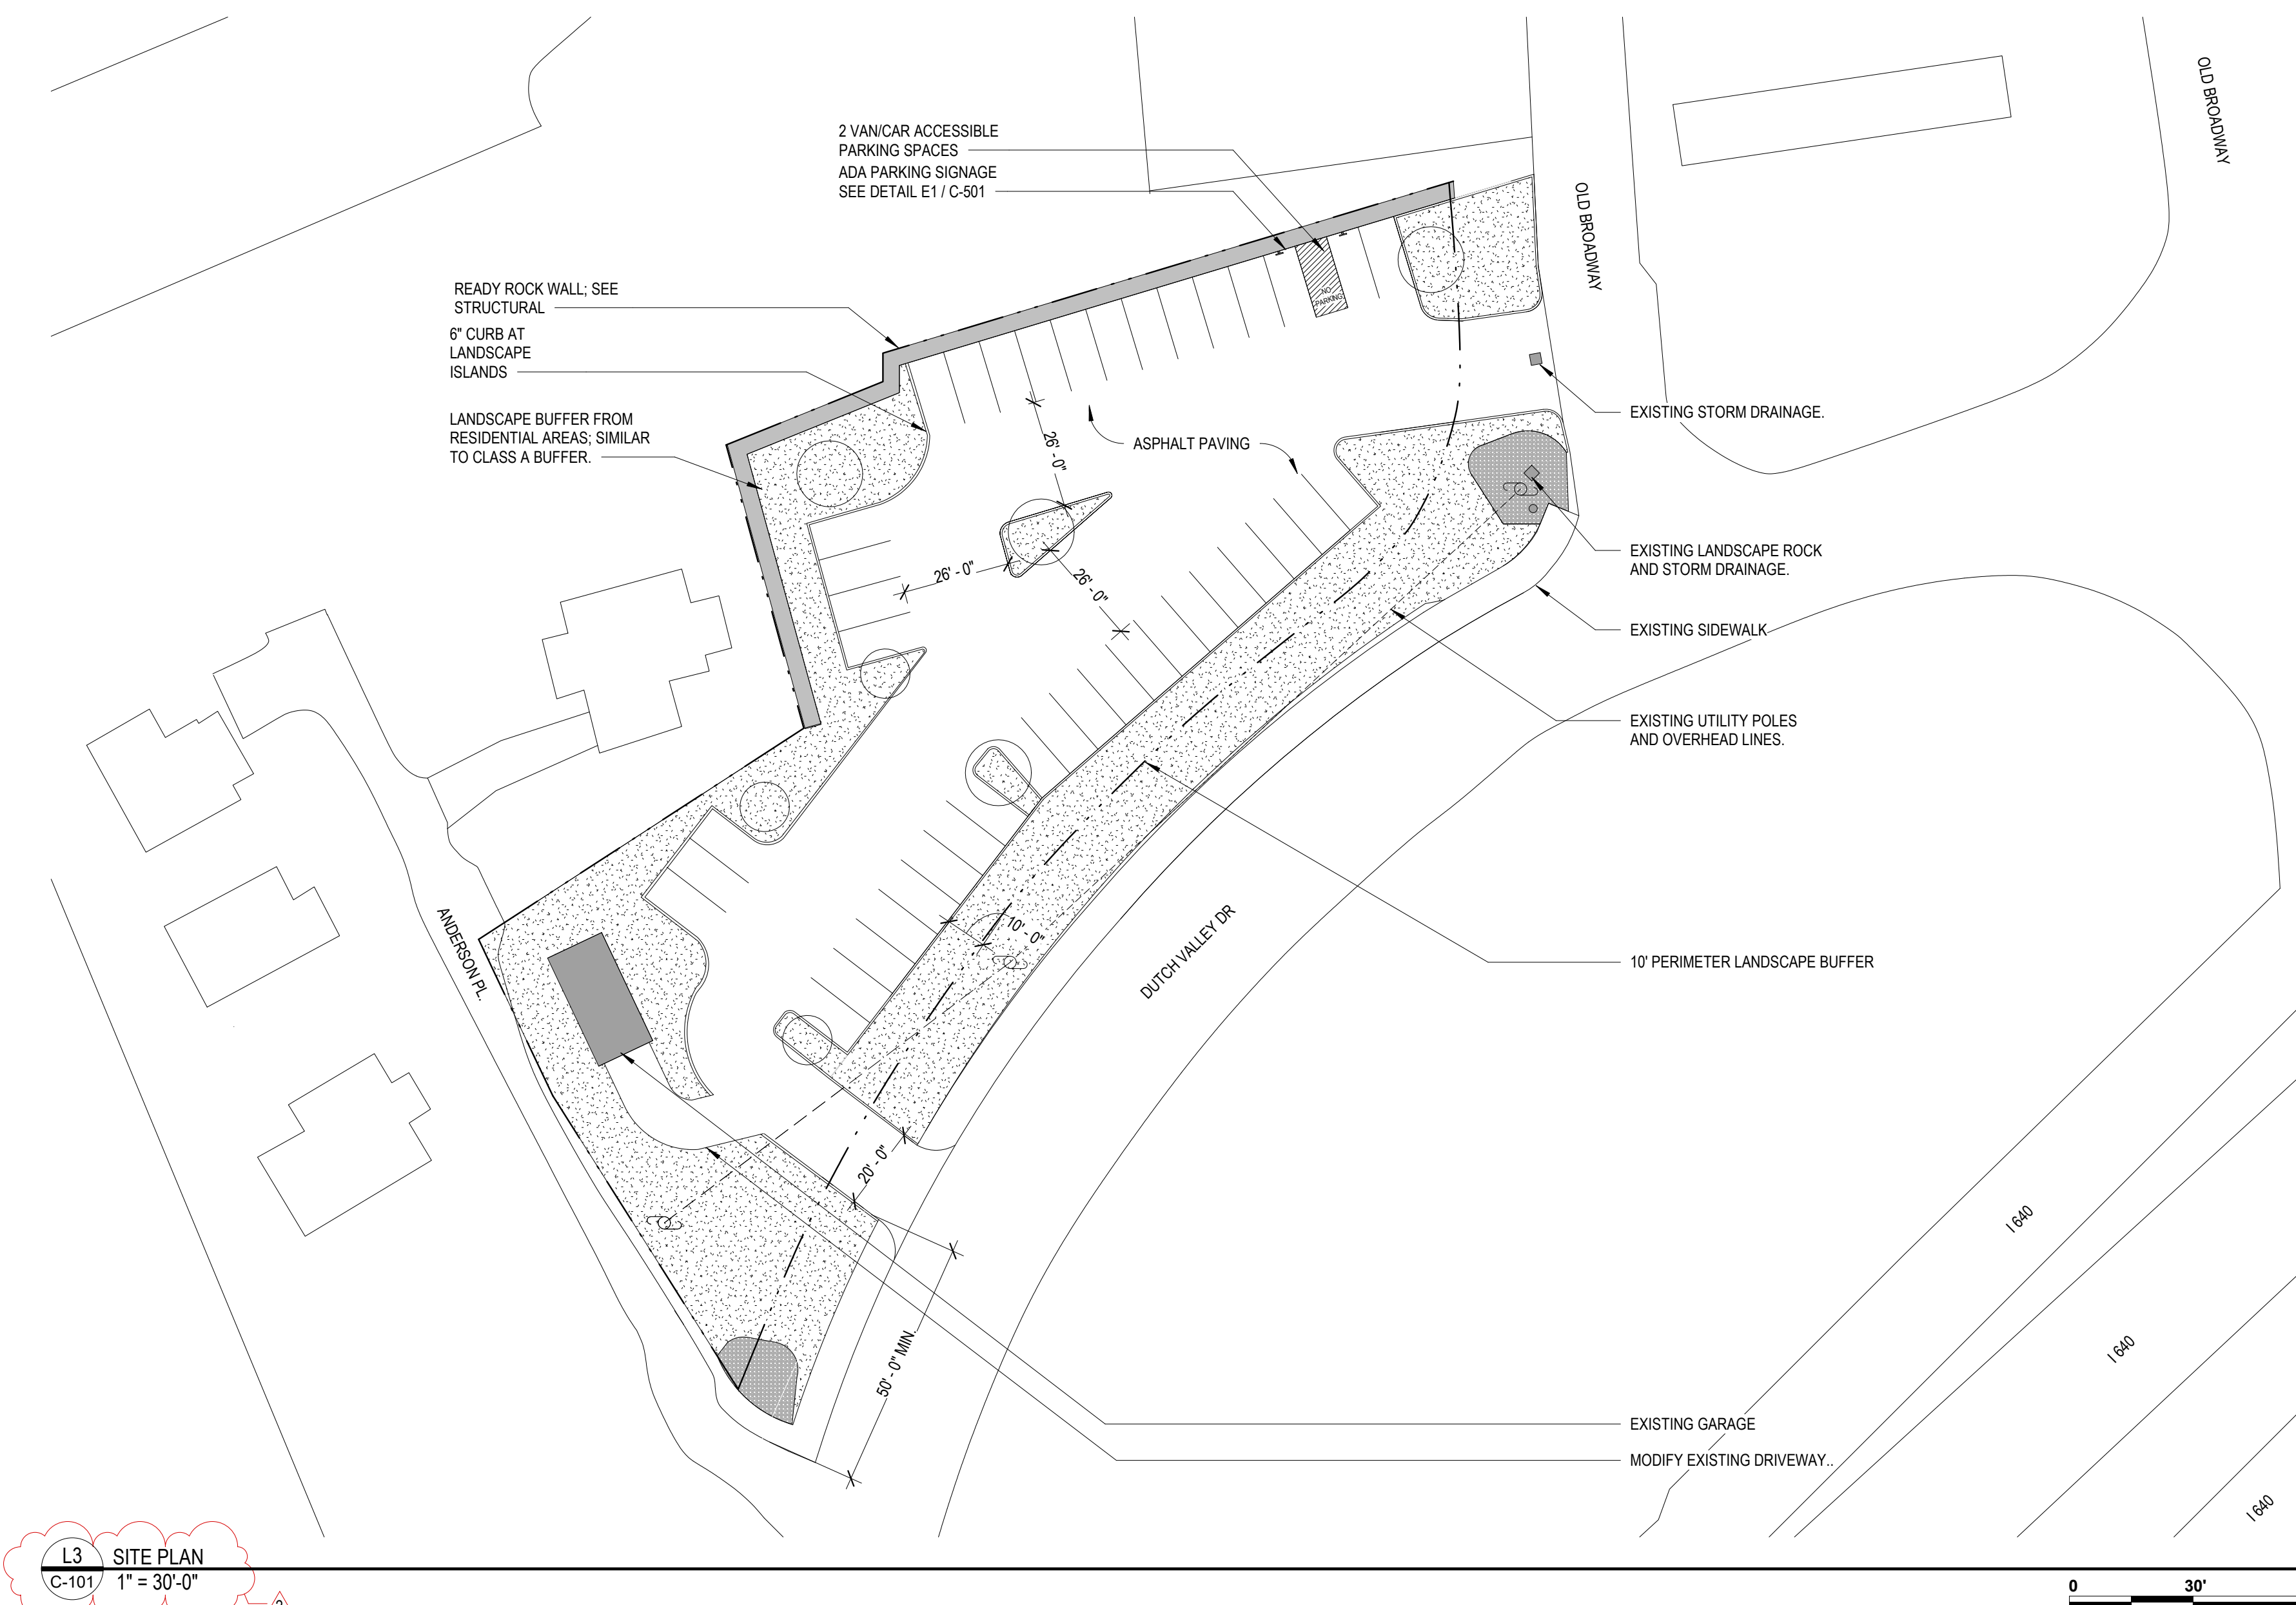 OLD BROADWAY
2 VAN/CAR ACCESSIBLE
PARKING SPACES
ADA PARKING SIGNAGE
SEE DETAIL E1 / C-501
OLD BROADWAY
READY ROCK WALL; SEE
STRUCTURAL
6" CURB AT
LANDSCAPE
ISLANDS
NO
PARKING
LANDSCAPE BUFFER FROM
RESIDENTIAL AREAS; SIMILAR
TO CLASS A BUFFER.
26' - 0"
ASPHALT PAVING
EXISTING STORM DRAINAGE.
26' - 0"
26' - 0"
EXISTING LANDSCAPE ROCK
AND STORM DRAINAGE.
EXISTING SIDEWALK
EXISTING UTILITY POLES
AND OVERHEAD LINES.
ANDERSON PL.
10' - 0"
DUTCH VALLEY DR
10' PERIMETER LANDSCAPE BUFFER
20' - 0"
50' - 0" MIN.
I 640
I 640
I 640
EXISTING GARAGE
MODIFY EXISTING DRIVEWAY..
L3
SITE PLAN
C-101
1" = 30'-0"
0
30'